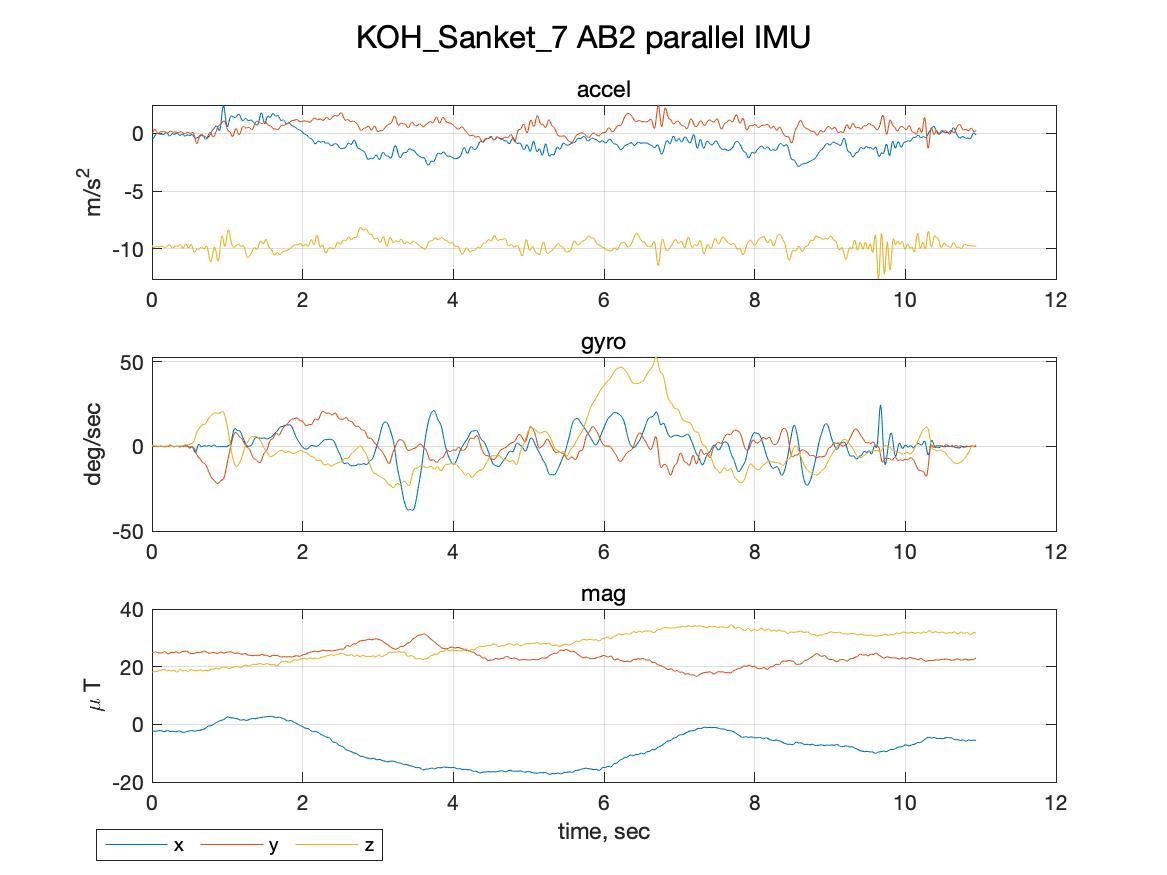 KOH_Sanket_7 AB2 parallel IMU
accel
m/s²
0
-5
-10
0 2 4 6 8 10 12
gyro
deg/sec
50
0
-50
0 2 4 6 8 10 12
mag
μ T
40
20
0
-20
0 2 4 6 8 10 12
time, sec
x y z